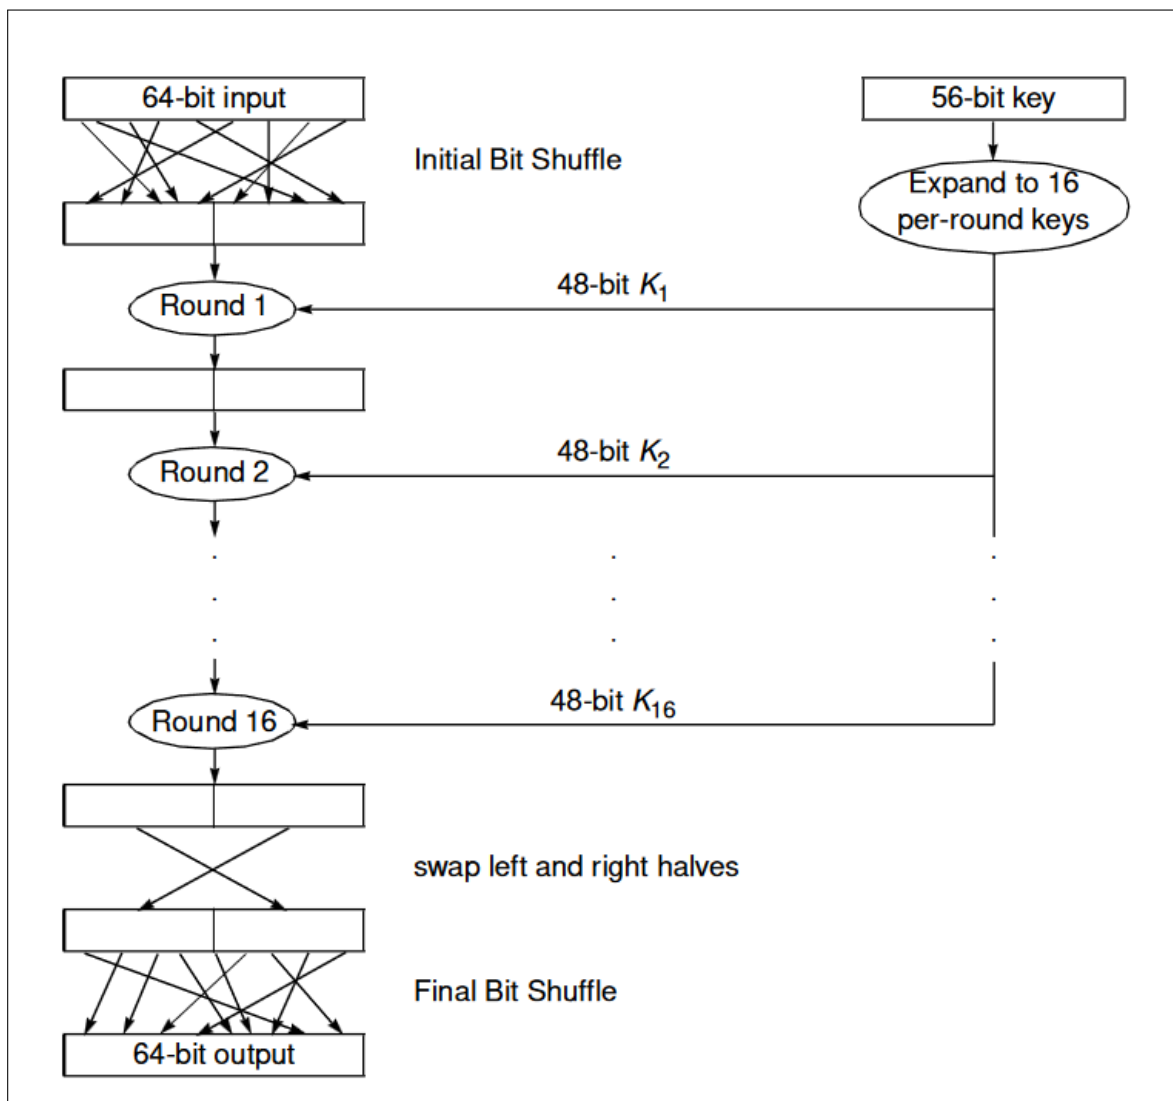 64-bit input
56-bit key
Initial Bit Shuffle
Expand to 16
per-round keys
48-bit K₁
Round 1
48-bit K₂
Round 2
48-bit K₁₆
Round 16
swap left and right halves
Final Bit Shuffle
64-bit output